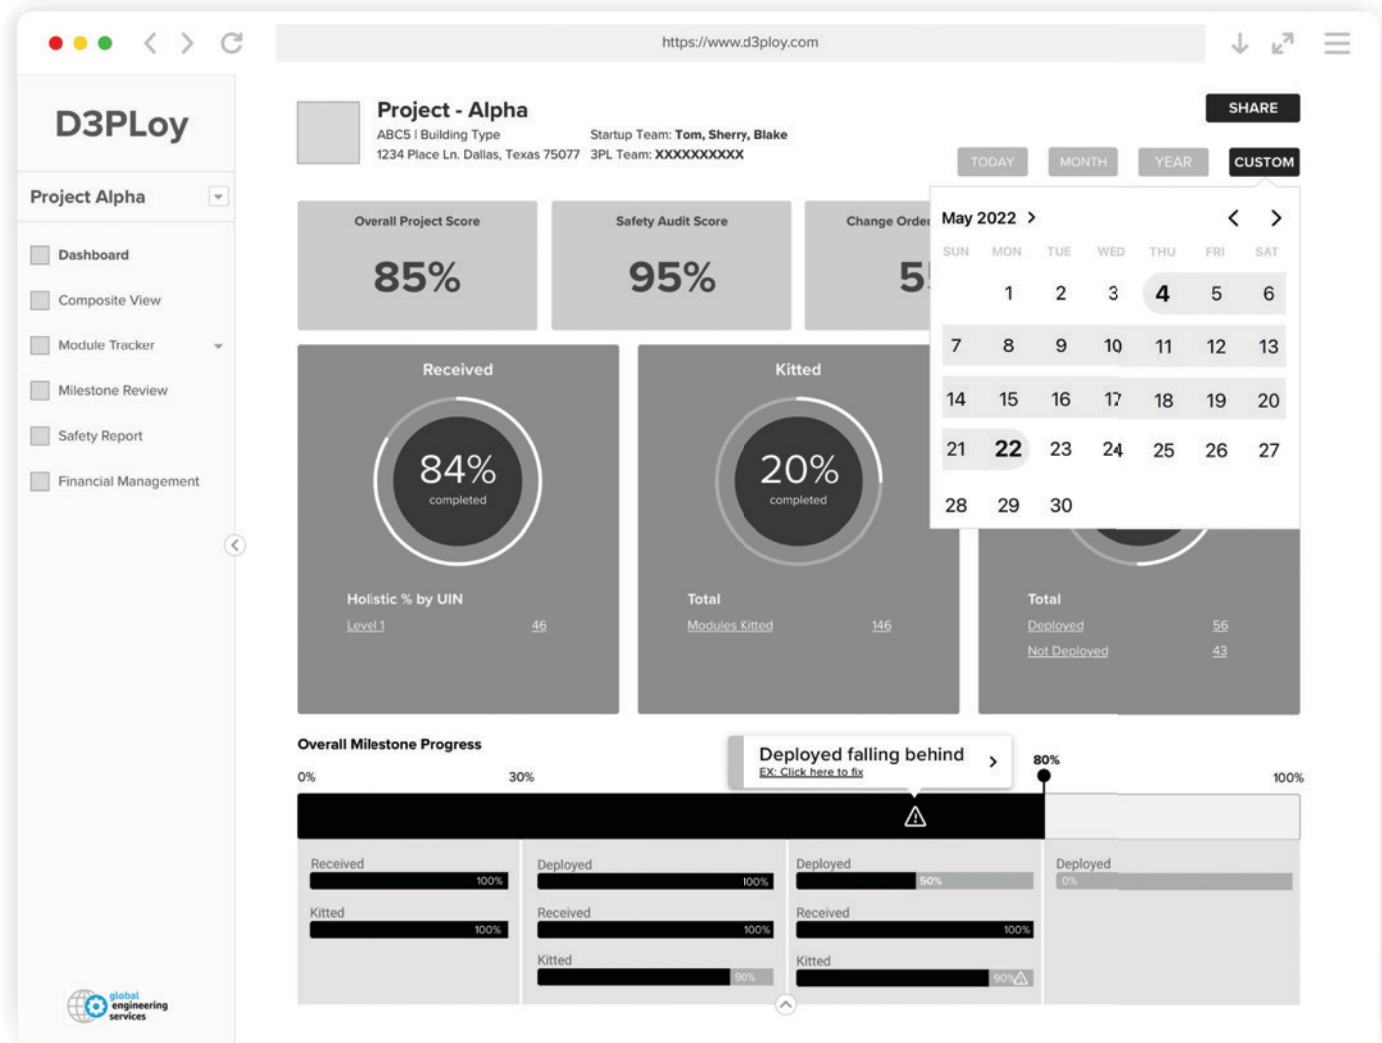 https://www.d3ploy.com
D3PLoy
Project Alpha
Dashboard
Composite View
Module Tracker
Milestone Review
Safety Report
Financial Management
global
engineering
services
Project - Alpha
ABC5 | Building Type
1234 Place Ln. Dallas, Texas 75077
Startup Team: Tom, Sherry, Blake
3PL Team: XXXXXXXXXX
SHARE
TODAY MONTH YEAR CUSTOM
Overall Project Score
85%
Safety Audit Score
95%
Change Order
May 2022
SUN MON TUE WED THU FRI SAT
1 2 3 4 5 6
7 8 9 10 11 12 13
14 15 16 17 18 19 20
21 22 23 24 25 26 27
28 29 30
Received
84%
completed
Holistic % by UIN
Level 1 46
Kitted
20%
completed
Total
Modules Kitted 146
Total
Deployed 56
Not Deployed 43
Overall Milestone Progress
Deployed falling behind
EX: Click here to fix
0% 30% 80% 100%
Received
100%
Kitted
100%
Deployed
100%
Received
100%
Kitted
90%
Deployed
50%
Received
100%
Kitted
90%
Deployed
0%